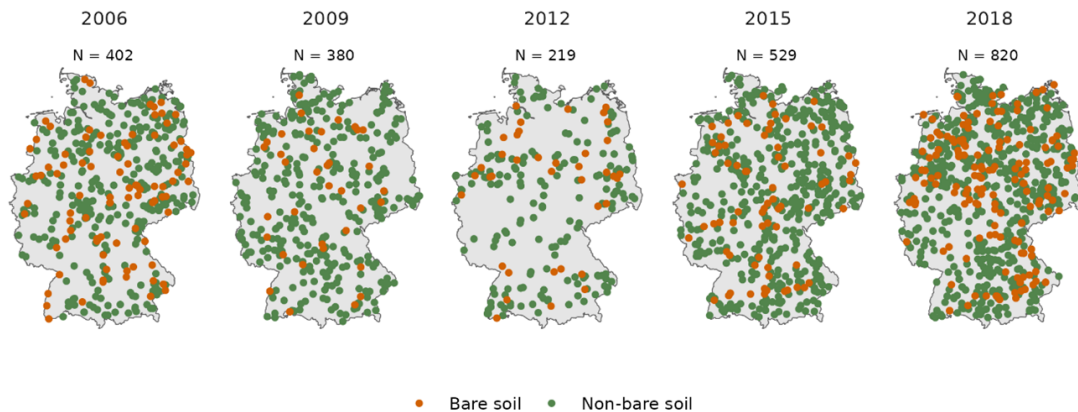 2006 2009 2012 2015 2018
N = 402 N = 380 N = 219 N = 529 N = 820
Bare soil Non-bare soil